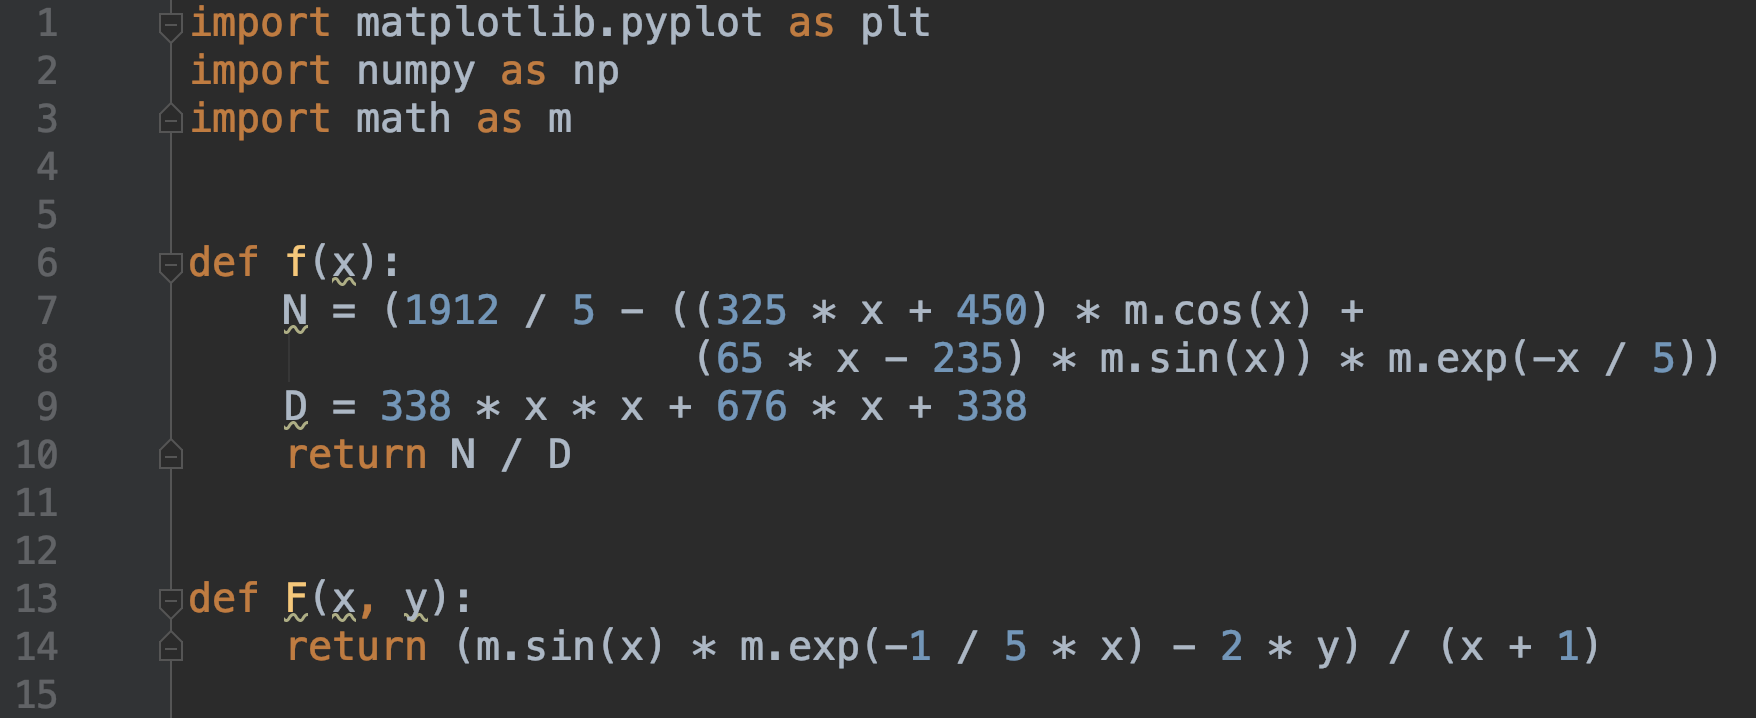 1 import matplotlib.pyplot as plt
2 import numpy as np
3 import math as m
4
5
6 def f(x):
7     N = (1912 / 5 - ((325 * x + 450) * m.cos(x) +
8                      (65 * x - 235) * m.sin(x)) * m.exp(-x / 5))
9     D = 338 * x * x + 676 * x + 338
10     return N / D
11
12
13 def F(x, y):
14     return (m.sin(x) * m.exp(-1 / 5 * x) - 2 * y) / (x + 1)
15